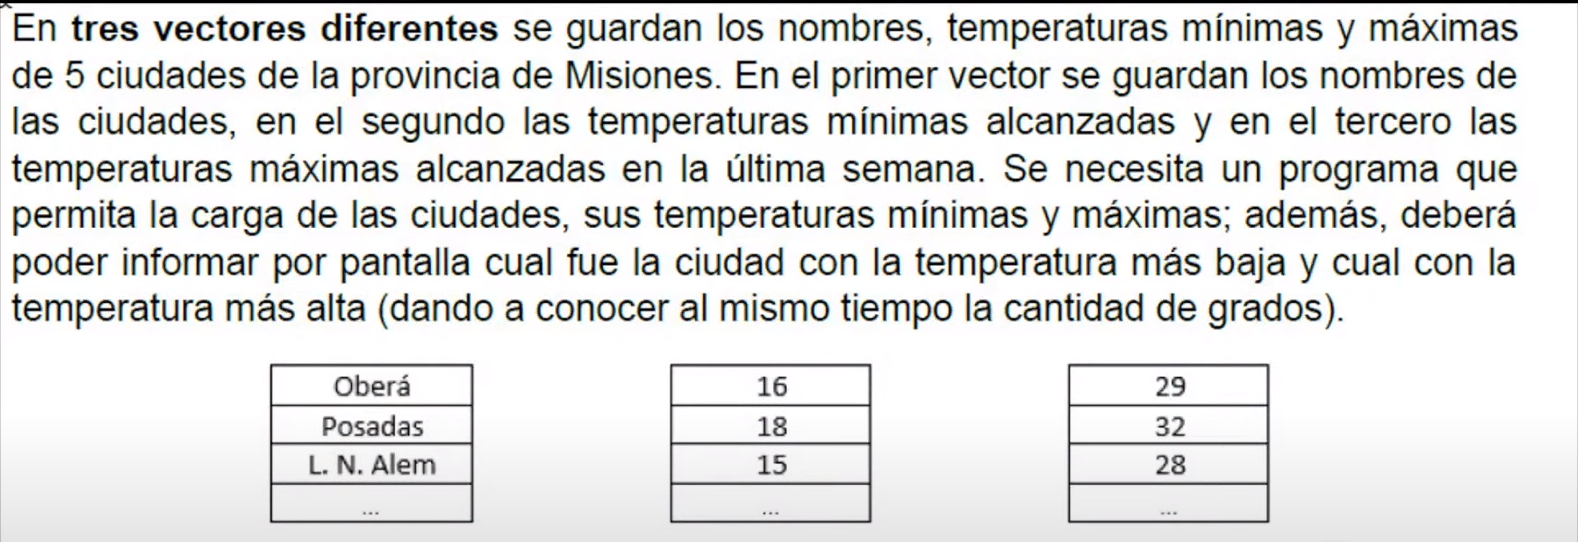 En tres vectores diferentes se guardan los nombres, temperaturas mínimas y máximas
de 5 ciudades de la provincia de Misiones. En el primer vector se guardan los nombres de
las ciudades, en el segundo las temperaturas mínimas alcanzadas y en el tercero las
temperaturas máximas alcanzadas en la última semana. Se necesita un programa que
permita la carga de las ciudades, sus temperaturas mínimas y máximas; además, deberá
poder informar por pantalla cual fue la ciudad con la temperatura más baja y cual con la
temperatura más alta (dando a conocer al mismo tiempo la cantidad de grados).
Oberá 16 29
Posadas 18 32
L. N. Alem 15 28
... ... ...